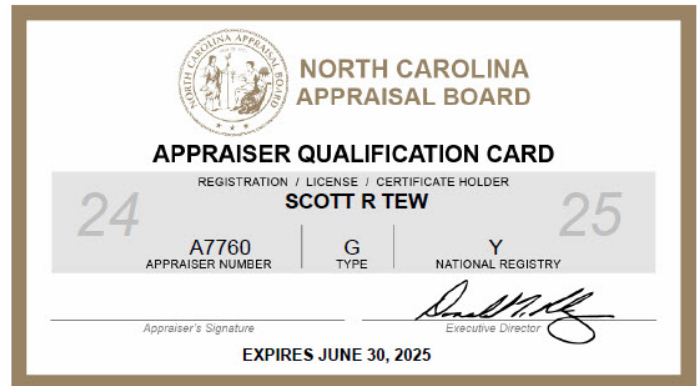 NORTH CAROLINA APPRAISAL BOARD
NORTH CAROLINA
APPRAISAL BOARD
APPRAISER QUALIFICATION CARD
REGISTRATION / LICENSE / CERTIFICATE HOLDER
SCOTT R TEW
24 25
A7760 G Y
APPRAISER NUMBER TYPE NATIONAL REGISTRY
Appraiser's Signature Executive Director
EXPIRES JUNE 30, 2025